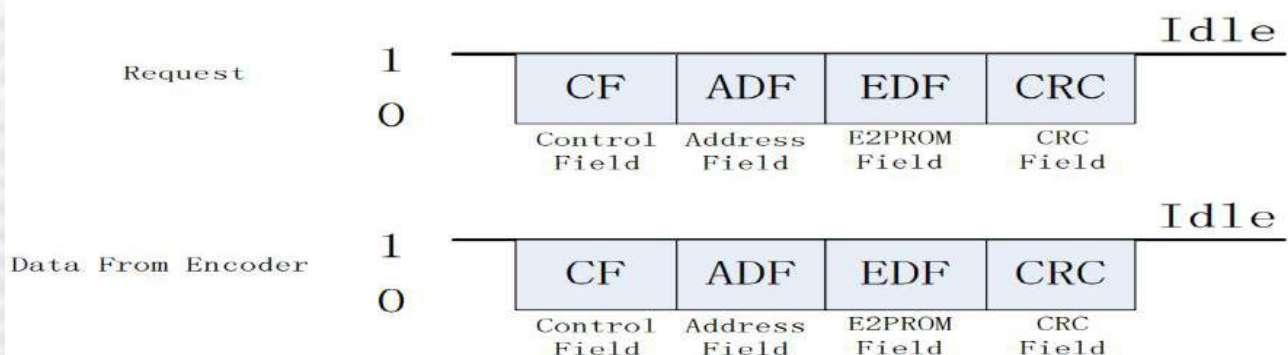 Idle
Request 1 CF ADF EDF CRC
0
Control Address E2PROM CRC
Field Field Field Field
Idle
Data From Encoder 1 CF ADF EDF CRC
0
Control Address E2PROM CRC
Field Field Field Field